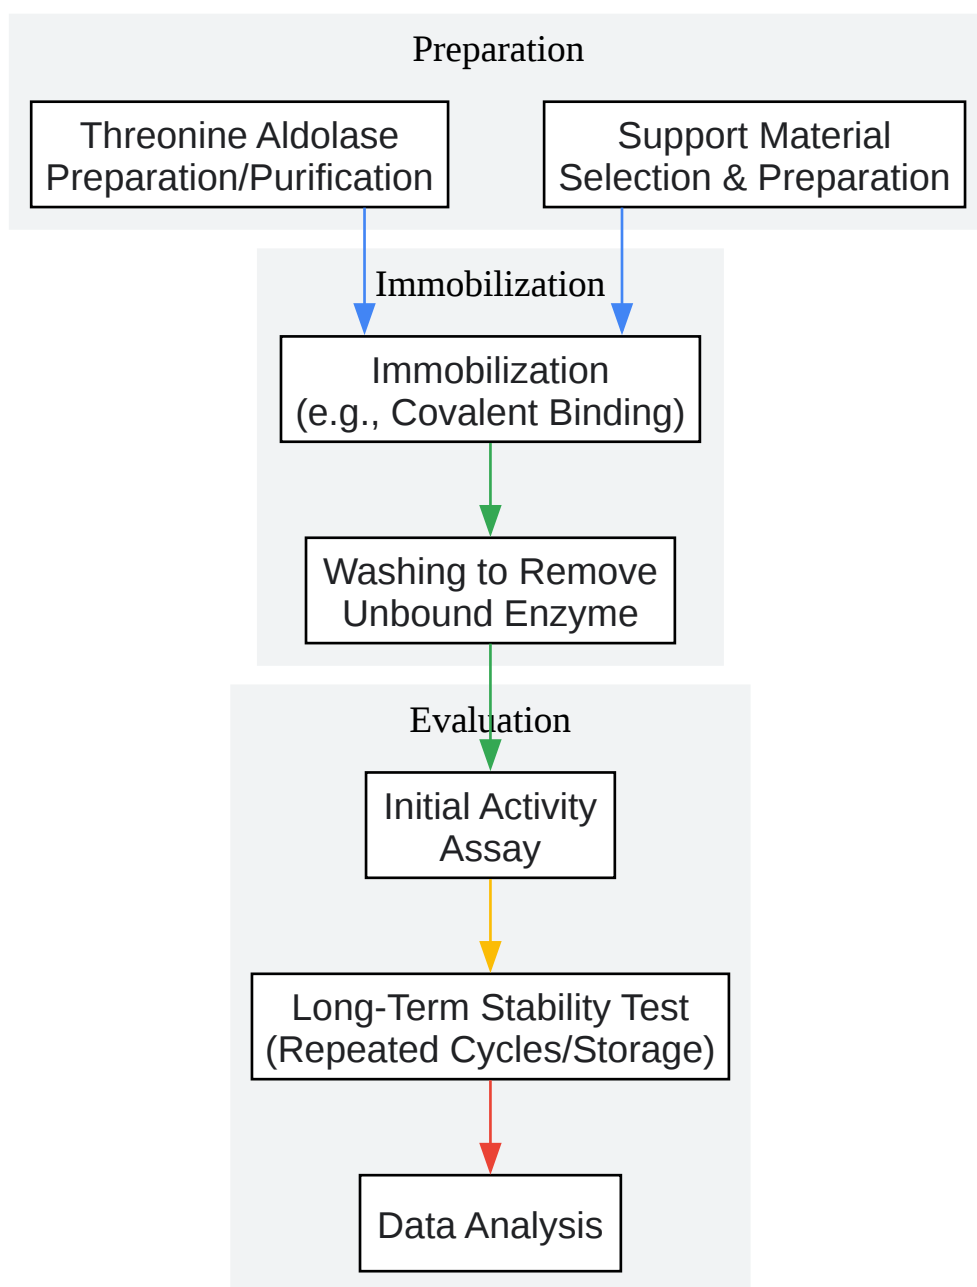 Preparation
Threonine Aldolase
Preparation/Purification
Support Material
Selection & Preparation
Immobilization
Immobilization
(e.g., Covalent Binding)
Washing to Remove
Unbound Enzyme
Evaluation
Initial Activity
Assay
Long-Term Stability Test
(Repeated Cycles/Storage)
Data Analysis